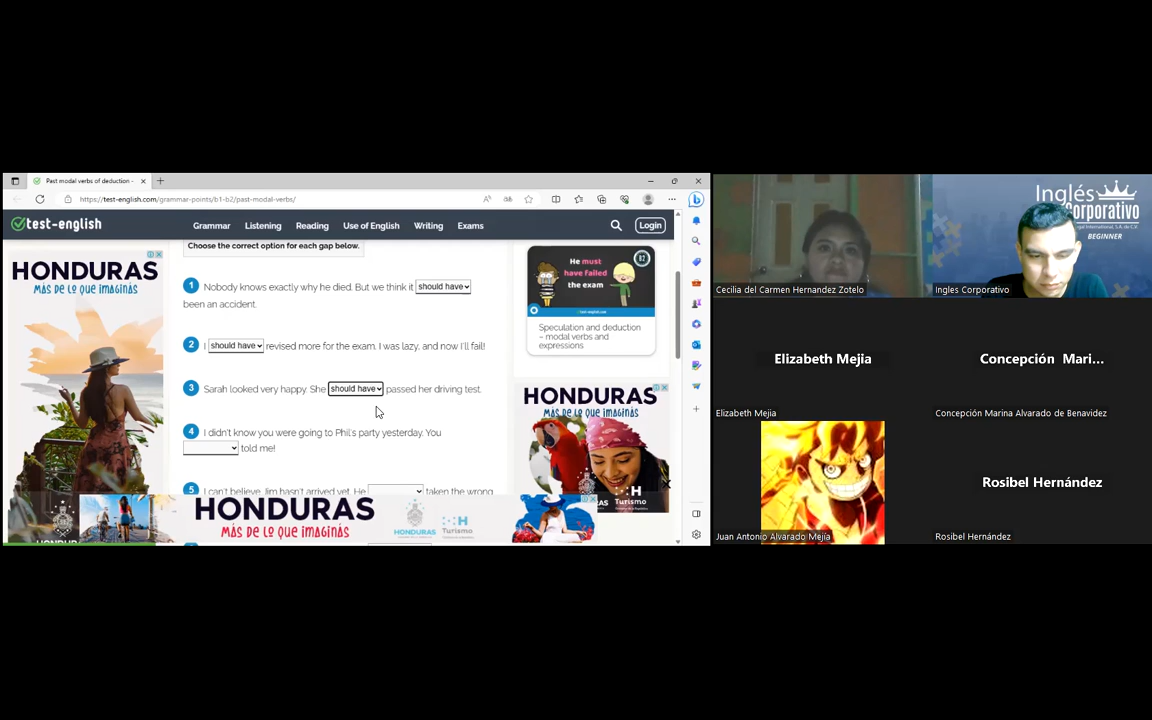 Past modal verbs of deduction -
https://test-english.com/grammar-points/b1-b2/past-modal-verbs/
test-english
Grammar
Listening
Reading
Use of English
Writing
Exams
Login
Choose the correct option for each gap below.
1 Nobody knows exactly why he died. But we think it should have
been an accident.
2 I should have revised more for the exam. I was lazy, and now I'll fail!
3 Sarah looked very happy. She should have passed her driving test.
4 I didn't know you were going to Phil's party yesterday. You
told me!
5 I can't believe Jim hasn't arrived yet. He taken the wrong
HONDURAS
MÁS DE LO QUE IMAGINÁS
HONDURAS
HONDURAS
MÁS DE LO QUE IMAGINÁS
HONDURAS
Turismo
He must
have failed
the exam
B2
Speculation and deduction
– modal verbs and
expressions
HONDURAS
MÁS DE LO QUE IMAGINÁS
Turismo
Cecilia del Carmen Hernandez Zotelo
Inglés
Corporativo
BEGINNER
Ingles Corporativo
Elizabeth Mejia
Elizabeth Mejia
Concepción Mari...
Concepción Marina Alvarado de Benavidez
Juan Antonio Alvarado Mejía
Rosibel Hernández
Rosibel Hernández